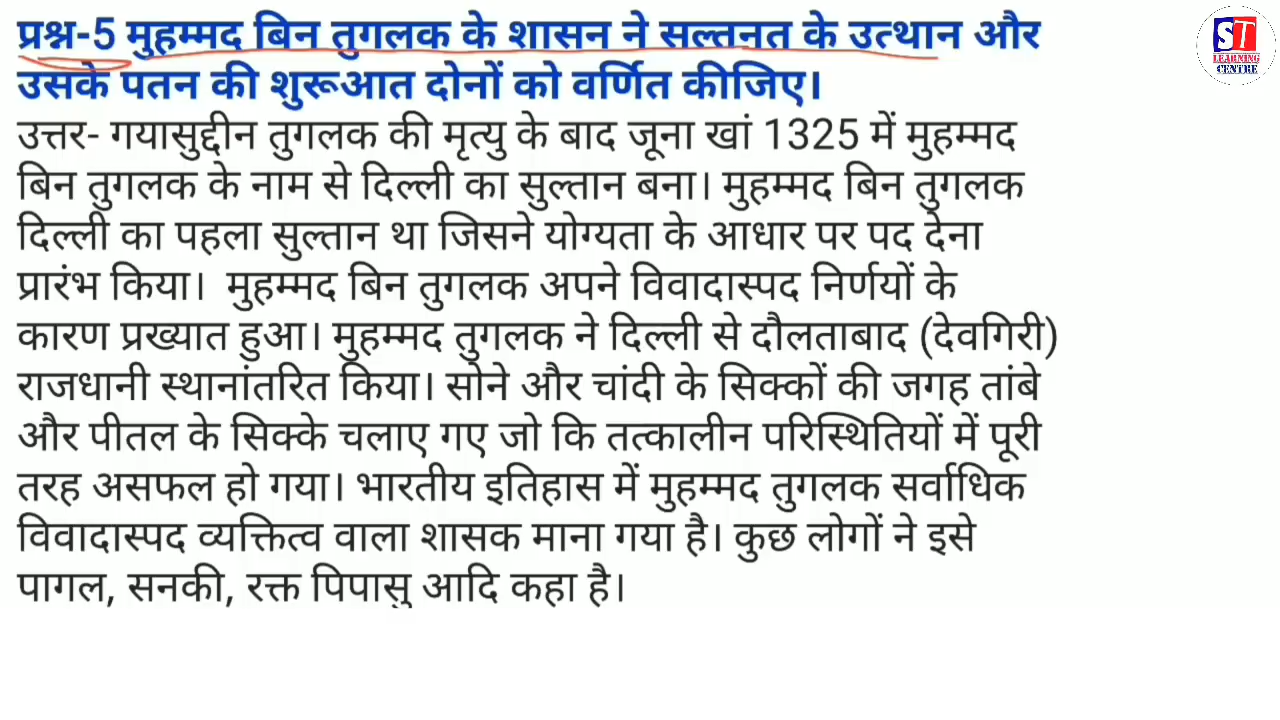 प्रश्न-5 मुहम्मद बिन तुगलक के शासन ने सल्तनत के उत्थान और
उसके पतन की शुरूआत दोनों को वर्णित कीजिए।
उत्तर- गयासुद्दीन तुगलक की मृत्यु के बाद जूना खां 1325 में मुहम्मद
बिन तुगलक के नाम से दिल्ली का सुल्तान बना। मुहम्मद बिन तुगलक
दिल्ली का पहला सुल्तान था जिसने योग्यता के आधार पर पद देना
प्रारंभ किया। मुहम्मद बिन तुगलक अपने विवादास्पद निर्णयों के
कारण प्रख्यात हुआ। मुहम्मद तुगलक ने दिल्ली से दौलताबाद (देवगिरी)
राजधानी स्थानांतरित किया। सोने और चांदी के सिक्कों की जगह तांबे
और पीतल के सिक्के चलाए गए जो कि तत्कालीन परिस्थितियों में पूरी
तरह असफल हो गया। भारतीय इतिहास में मुहम्मद तुगलक सर्वाधिक
विवादास्पद व्यक्तित्व वाला शासक माना गया है। कुछ लोगों ने इसे
पागल, सनकी, रक्त पिपासु आदि कहा है।
ST
LEARNING
CENTRE